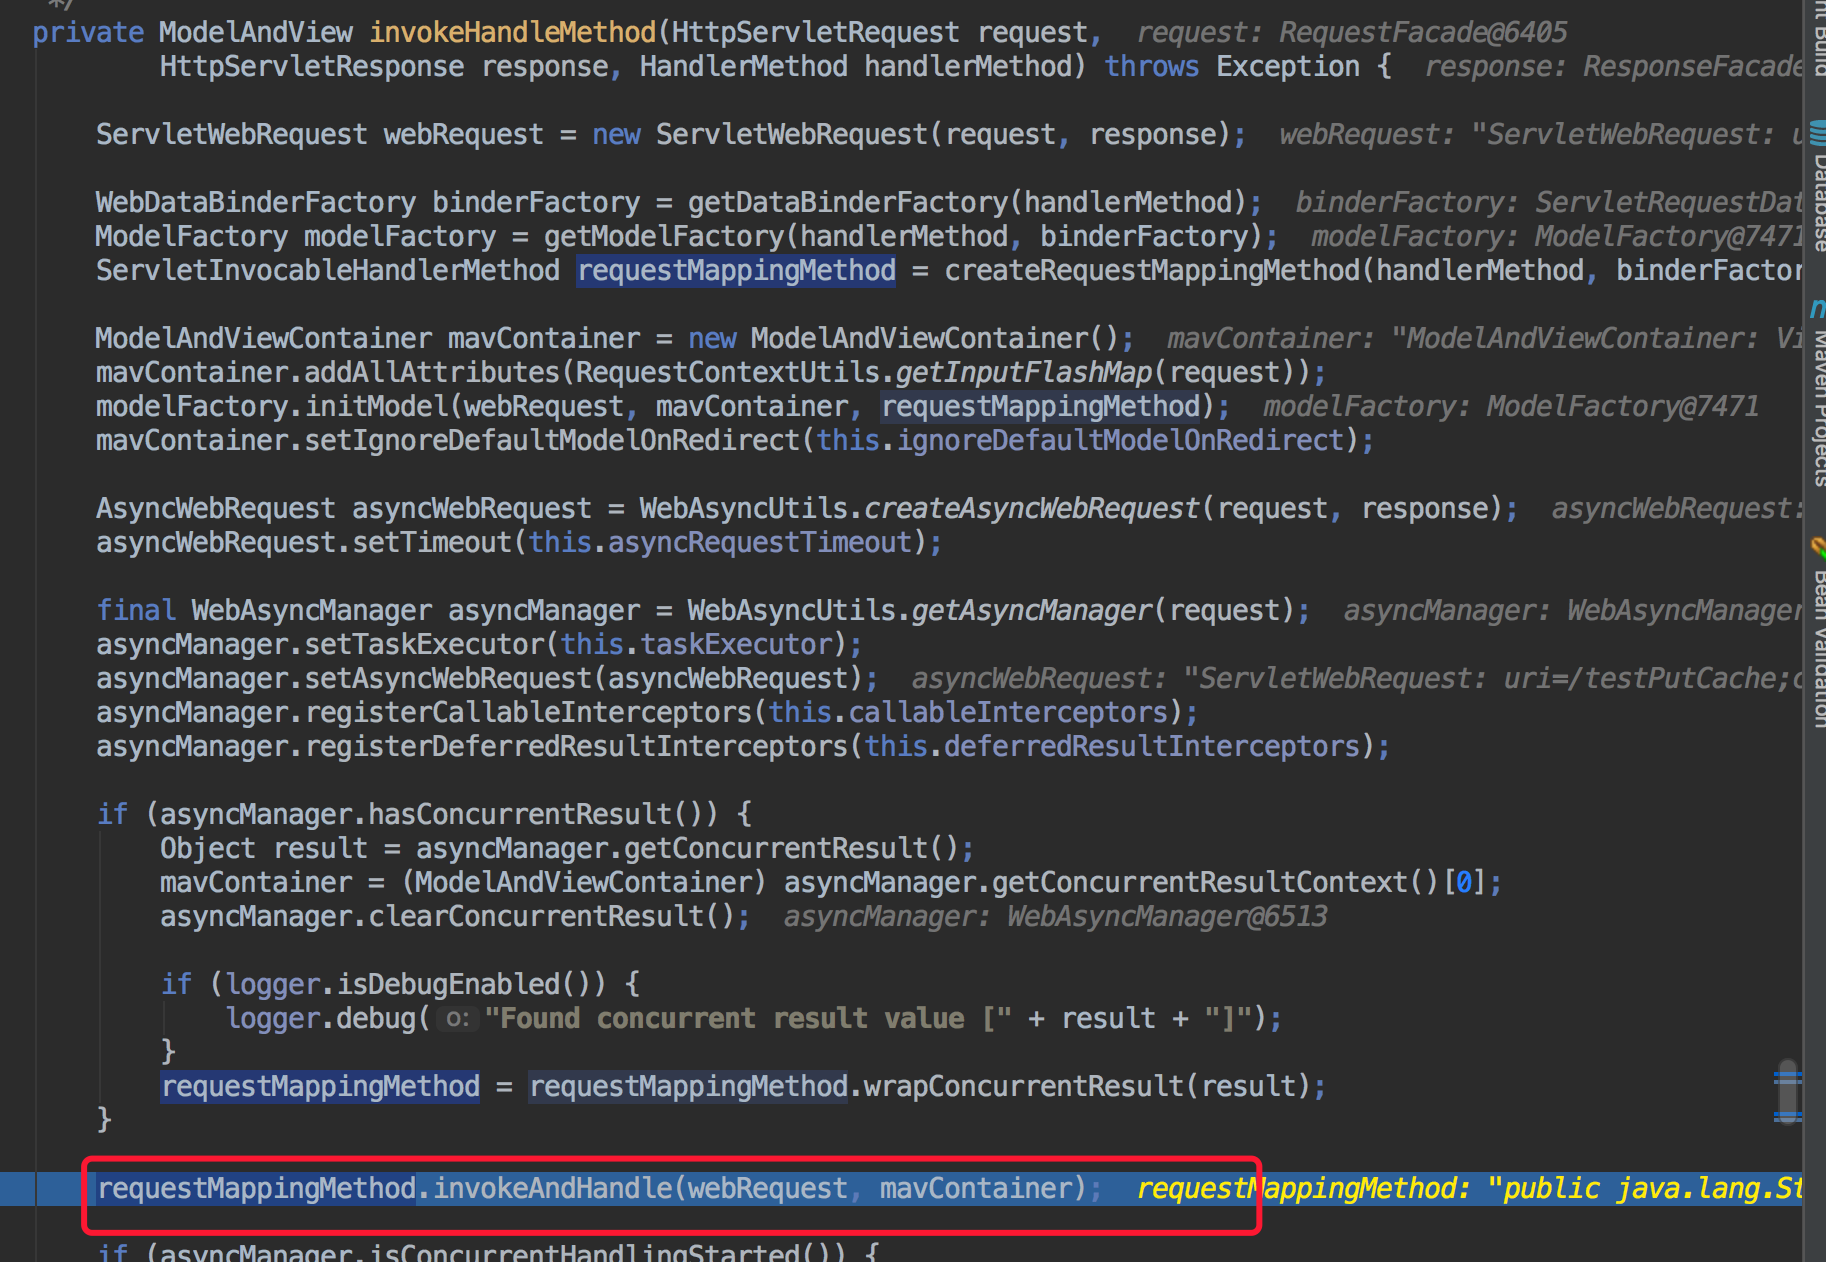 */
private ModelAndView invokeHandleMethod(HttpServletRequest request,  request: RequestFacade@6405
HttpServletResponse response, HandlerMethod handlerMethod) throws Exception {  response: ResponseFacade
ServletWebRequest webRequest = new ServletWebRequest(request, response);  webRequest: "ServletWebRequest: u
WebDataBinderFactory binderFactory = getDataBinderFactory(handlerMethod);  binderFactory: ServletRequestDat
ModelFactory modelFactory = getModelFactory(handlerMethod, binderFactory);  modelFactory: ModelFactory@7471
ServletInvocableHandlerMethod requestMappingMethod = createRequestMappingMethod(handlerMethod, binderFactor
ModelAndViewContainer mavContainer = new ModelAndViewContainer();  mavContainer: "ModelAndViewContainer: Vi
mavContainer.addAllAttributes(RequestContextUtils.getInputFlashMap(request));
modelFactory.initModel(webRequest, mavContainer, requestMappingMethod);  modelFactory: ModelFactory@7471
mavContainer.setIgnoreDefaultModelOnRedirect(this.ignoreDefaultModelOnRedirect);
AsyncWebRequest asyncWebRequest = WebAsyncUtils.createAsyncWebRequest(request, response);  asyncWebRequest:
asyncWebRequest.setTimeout(this.asyncRequestTimeout);
final WebAsyncManager asyncManager = WebAsyncUtils.getAsyncManager(request);  asyncManager: WebAsyncManager
asyncManager.setTaskExecutor(this.taskExecutor);
asyncManager.setAsyncWebRequest(asyncWebRequest);  asyncWebRequest: "ServletWebRequest: uri=/testPutCache;c
asyncManager.registerCallableInterceptors(this.callableInterceptors);
asyncManager.registerDeferredResultInterceptors(this.deferredResultInterceptors);
if (asyncManager.hasConcurrentResult()) {
Object result = asyncManager.getConcurrentResult();
mavContainer = (ModelAndViewContainer) asyncManager.getConcurrentResultContext()[0];
asyncManager.clearConcurrentResult();  asyncManager: WebAsyncManager@6513
if (logger.isDebugEnabled()) {
logger.debug( o: "Found concurrent result value [" + result + "]");
}
requestMappingMethod = requestMappingMethod.wrapConcurrentResult(result);
}
requestMappingMethod.invokeAndHandle(webRequest, mavContainer);  requestMappingMethod: "public java.lang.St
if (asyncManager.isConcurrentHandlingStarted()) {
Build
Database
Maven Projects
Bean Validation